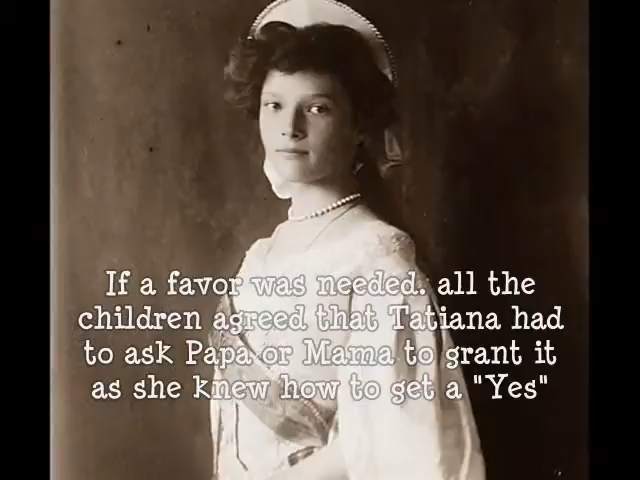 If a favor was needed. all the
children agreed that Tatiana had
to ask Papa or Mama to grant it
as she knew how to get a "Yes"